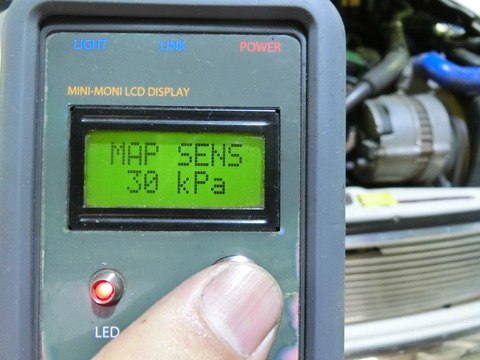 LIGHT LINK POWER
MINI-MONI LCD DISPLAY
MAP SENS
30 kPa
LED